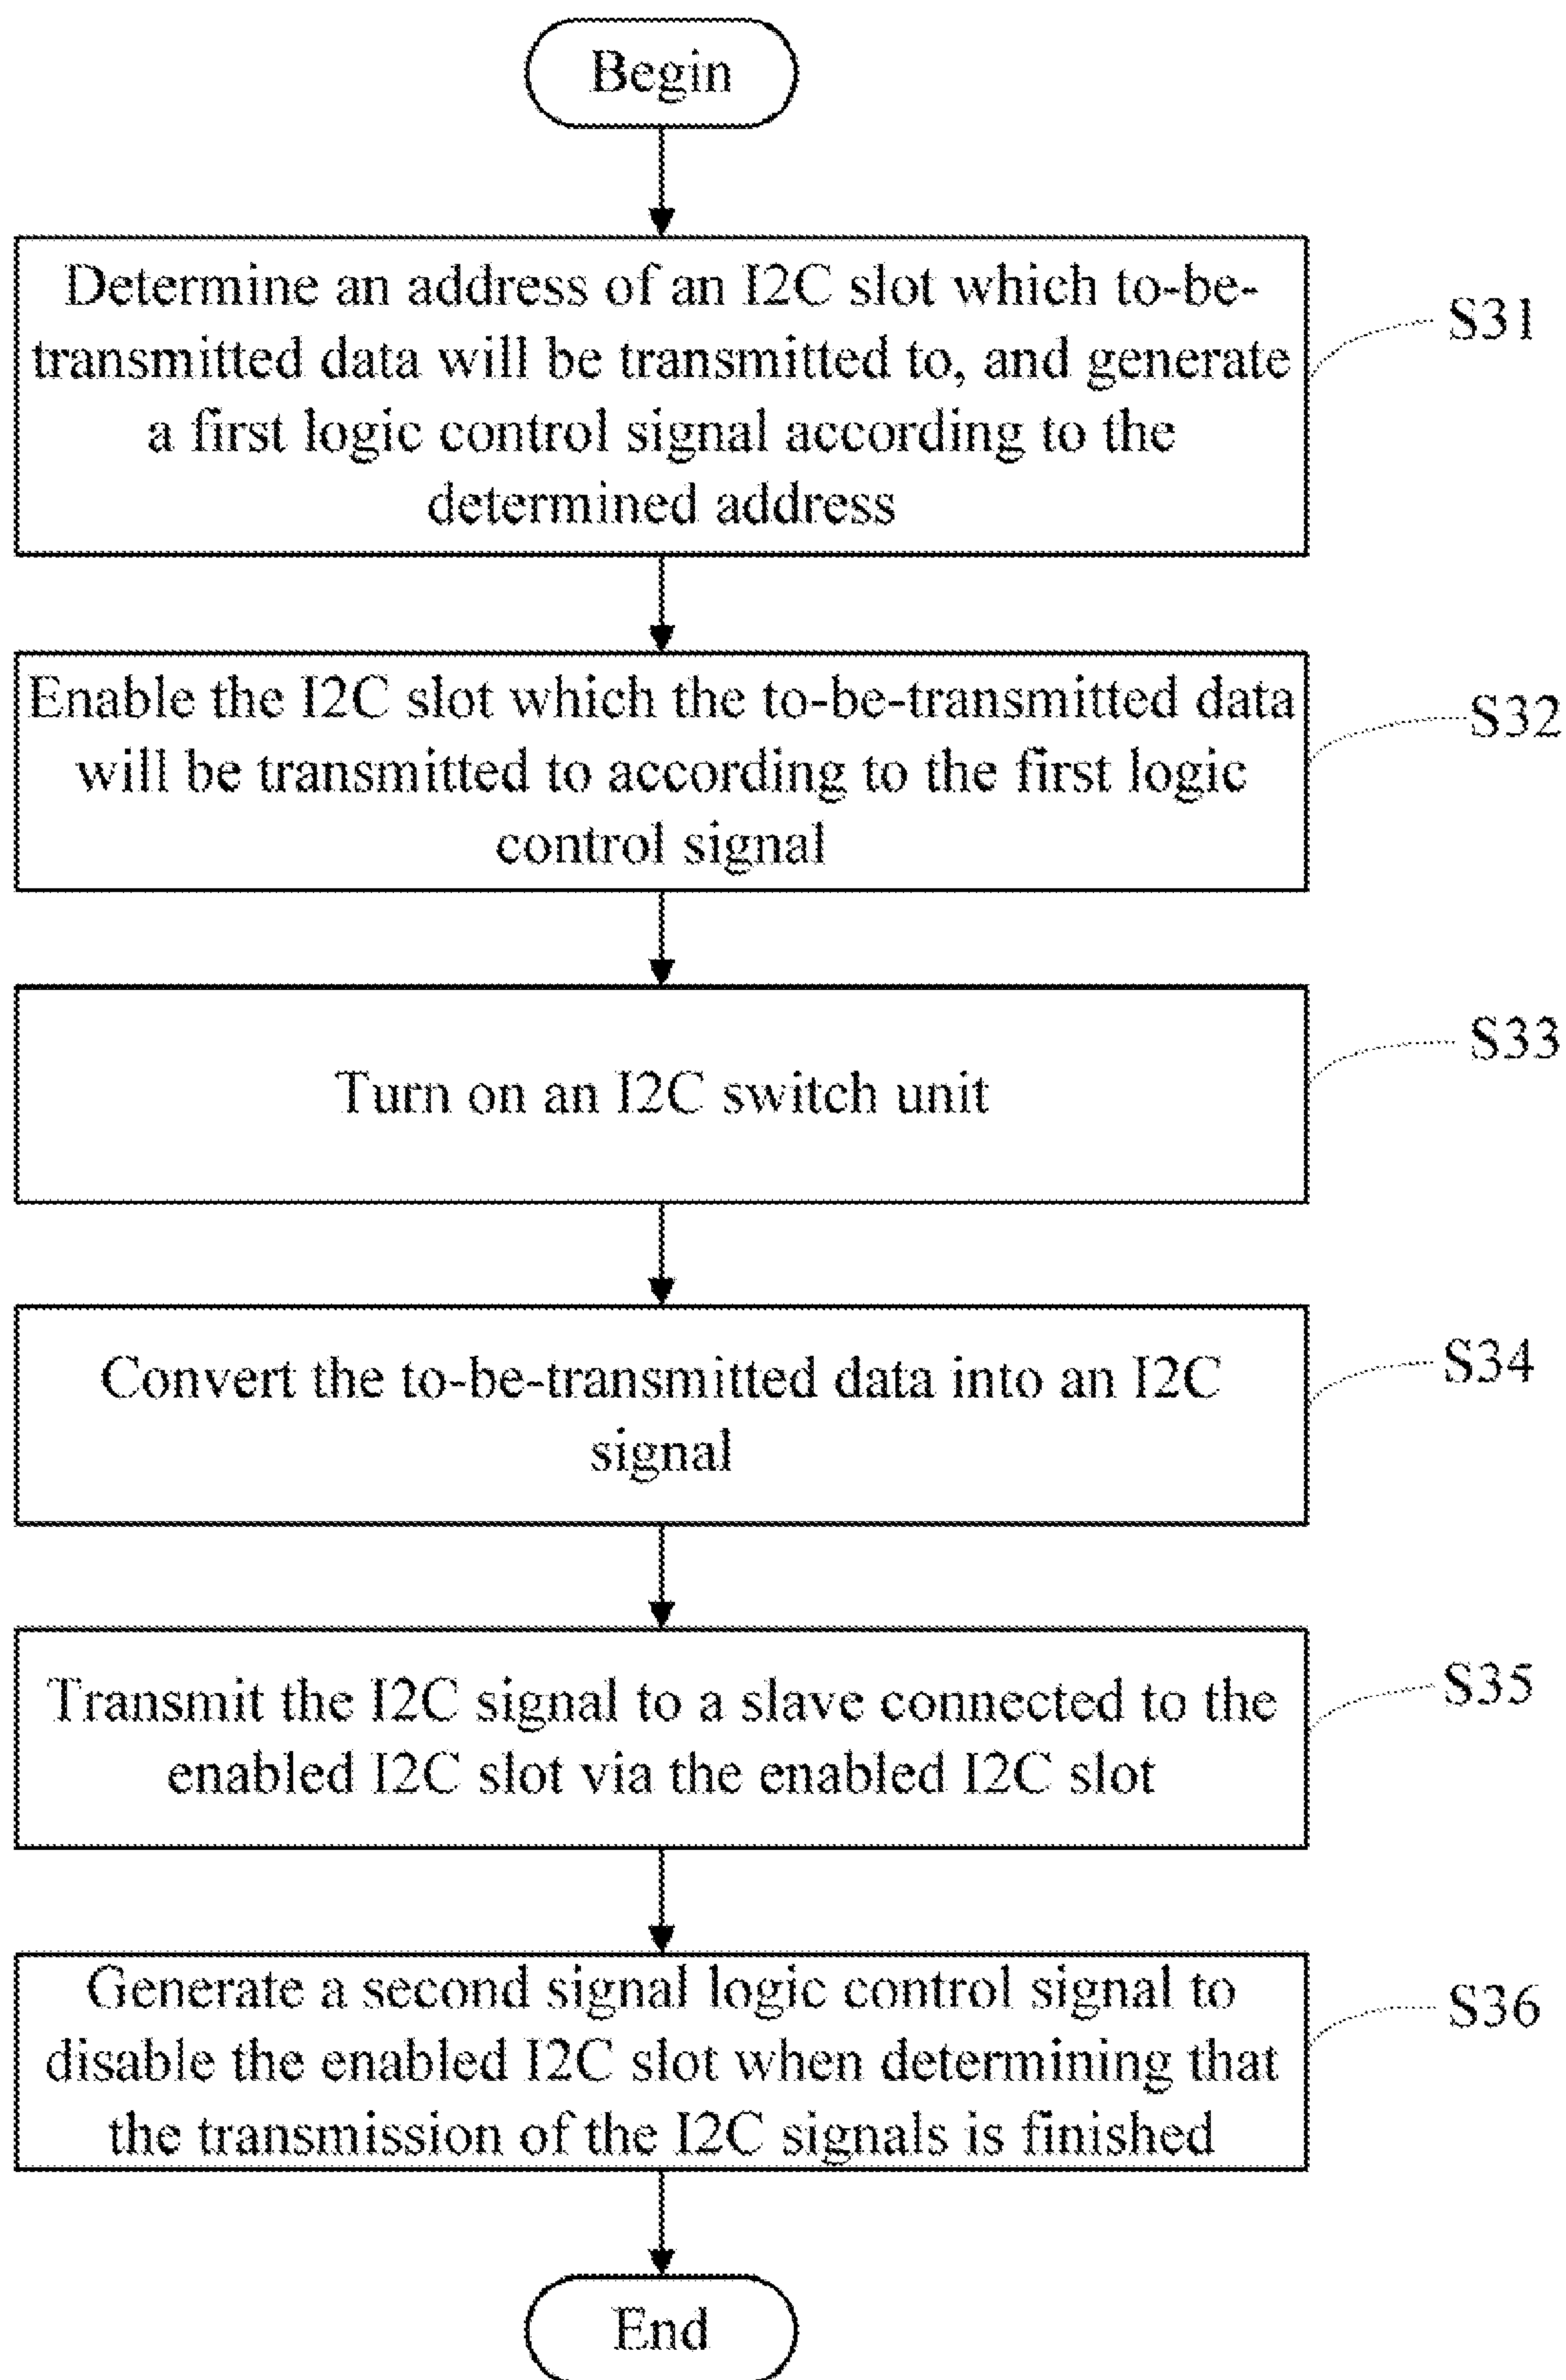 Begin
Determine an address of an I2C slot which to-be-
transmitted data will be transmitted to, and generate
a first logic control signal according to the
determined address
S31
Enable the I2C slot which the to-be-transmitted data
will be transmitted to according to the first logic
control signal
S32
Turn on an I2C switch unit
S33
Convert the to-be-transmitted data into an I2C
signal
S34
Transmit the I2C signal to a slave connected to the
enabled I2C slot via the enabled I2C slot
S35
Generate a second signal logic control signal to
disable the enabled I2C slot when determining that
the transmission of the I2C signals is finished
S36
End